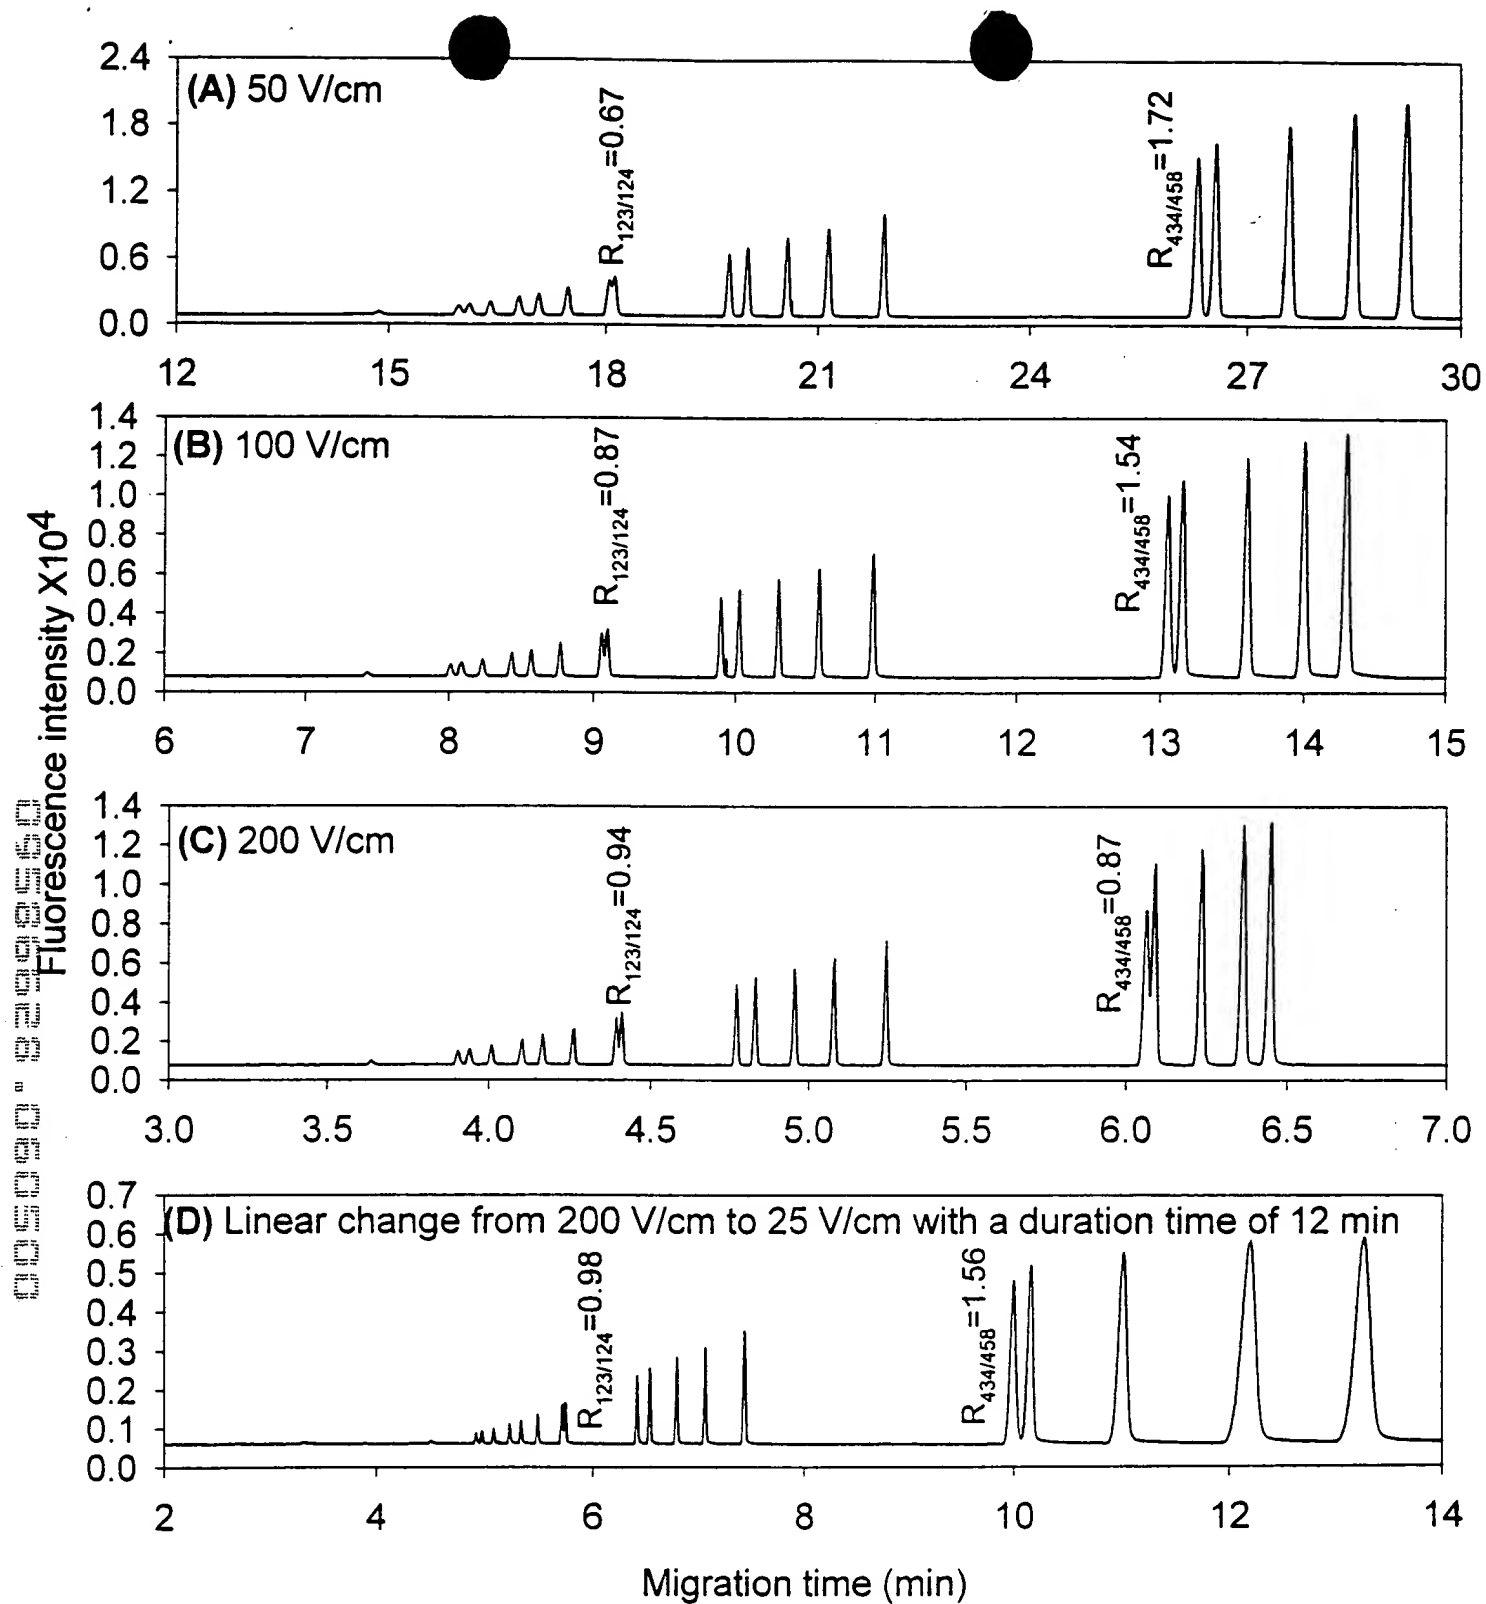 2.4
1.8
1.2
0.6
0.0
(A) 50 V/cm
R123/124=0.67
R434/458=1.72
12 15 18 21 24 27 30
1.4
1.2
1.0
0.8
0.6
0.4
0.2
0.0
(B) 100 V/cm
R123/124=0.87
R434/458=1.54
6 7 8 9 10 11 12 13 14 15
Fluorescence intensity X10⁴
1.4
1.2
1.0
0.8
0.6
0.4
0.2
0.0
(C) 200 V/cm
R123/124=0.94
R434/458=0.87
3.0 3.5 4.0 4.5 5.0 5.5 6.0 6.5 7.0
0.7
0.6
0.5
0.4
0.3
0.2
0.1
0.0
(D) Linear change from 200 V/cm to 25 V/cm with a duration time of 12 min
R123/124=0.98
R434/458=1.56
2 4 6 8 10 12 14
Migration time (min)